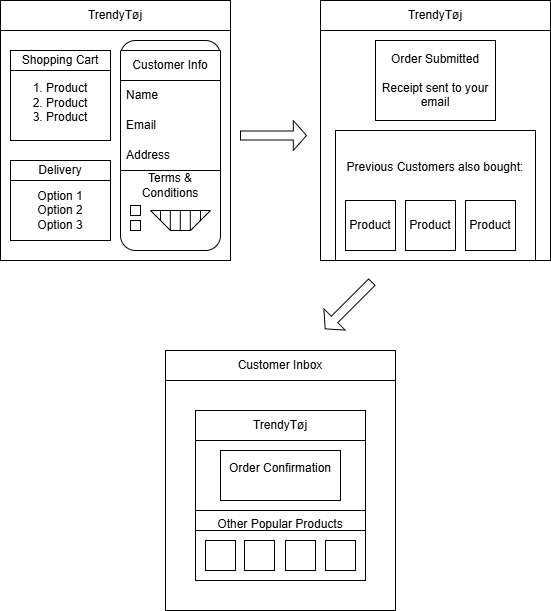 TrendyTøj
Shopping Cart
1. Product
2. Product
3. Product
Delivery
Option 1
Option 2
Option 3
Customer Info
Name
Email
Address
Terms &
Conditions
TrendyTøj
Order Submitted
Receipt sent to your
email
Previous Customers also bought:
Product
Product
Product
Customer Inbox
TrendyTøj
Order Confirmation
Other Popular Products